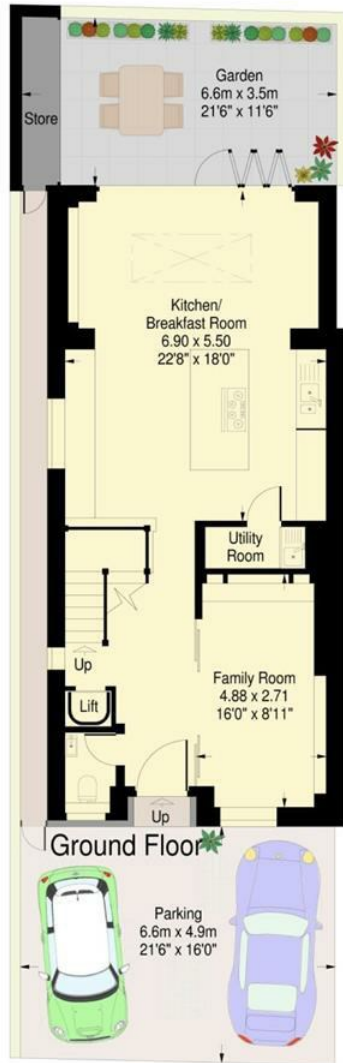 Garden
6.6m x 3.5m
21'6" x 11'6"
Store
Kitchen/
Breakfast Room
6.90 x 5.50
22'8" x 18'0"
Utility
Room
Up
Lift
Family Room
4.88 x 2.71
16'0" x 8'11"
Up
Ground Floor
Parking
6.6m x 4.9m
21'6" x 16'0"